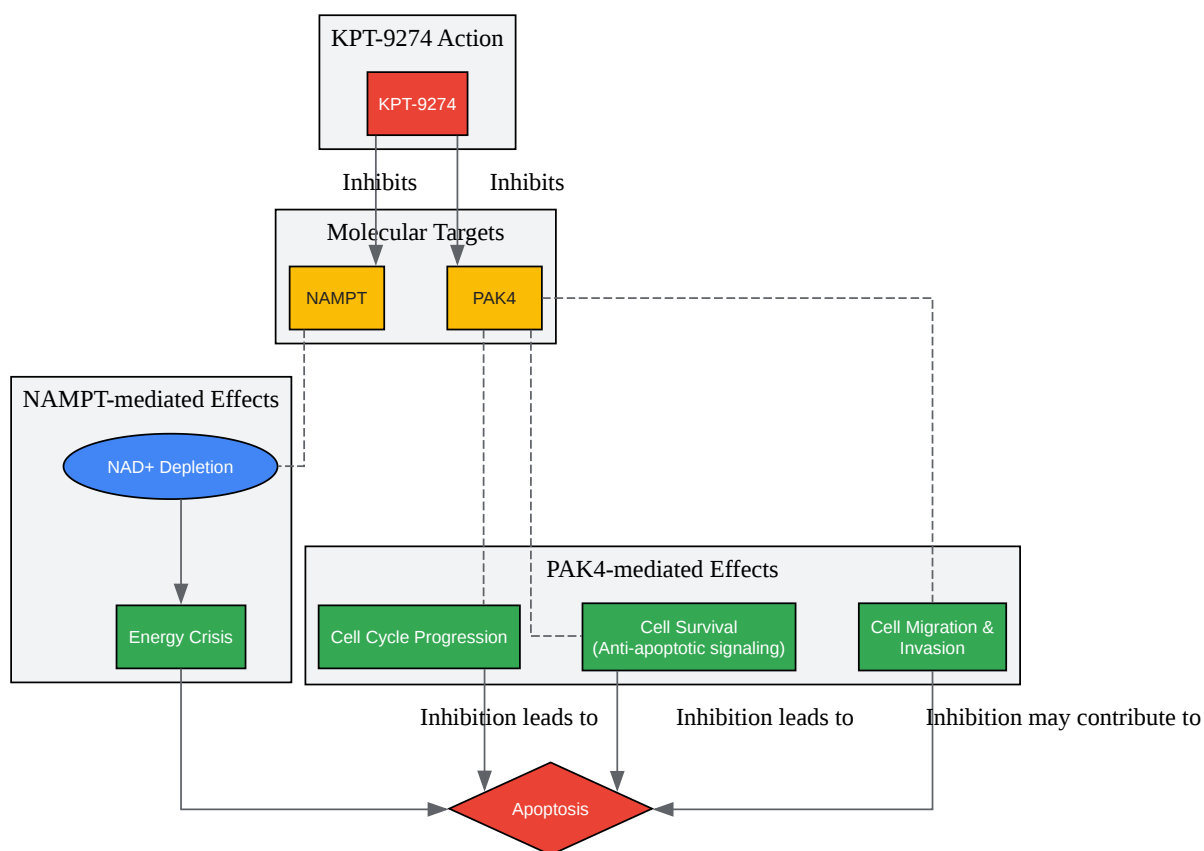 KPT-9274 Action
KPT-9274
Inhibits
Inhibits
Molecular Targets
NAMPT
PAK4
NAMPT-mediated Effects
NAD+ Depletion
PAK4-mediated Effects
Energy Crisis
Cell Cycle Progression
Cell Survival
(Anti-apoptotic signaling)
Cell Migration &
Invasion
Inhibition leads to
Inhibition leads to
Inhibition may contribute to
Apoptosis